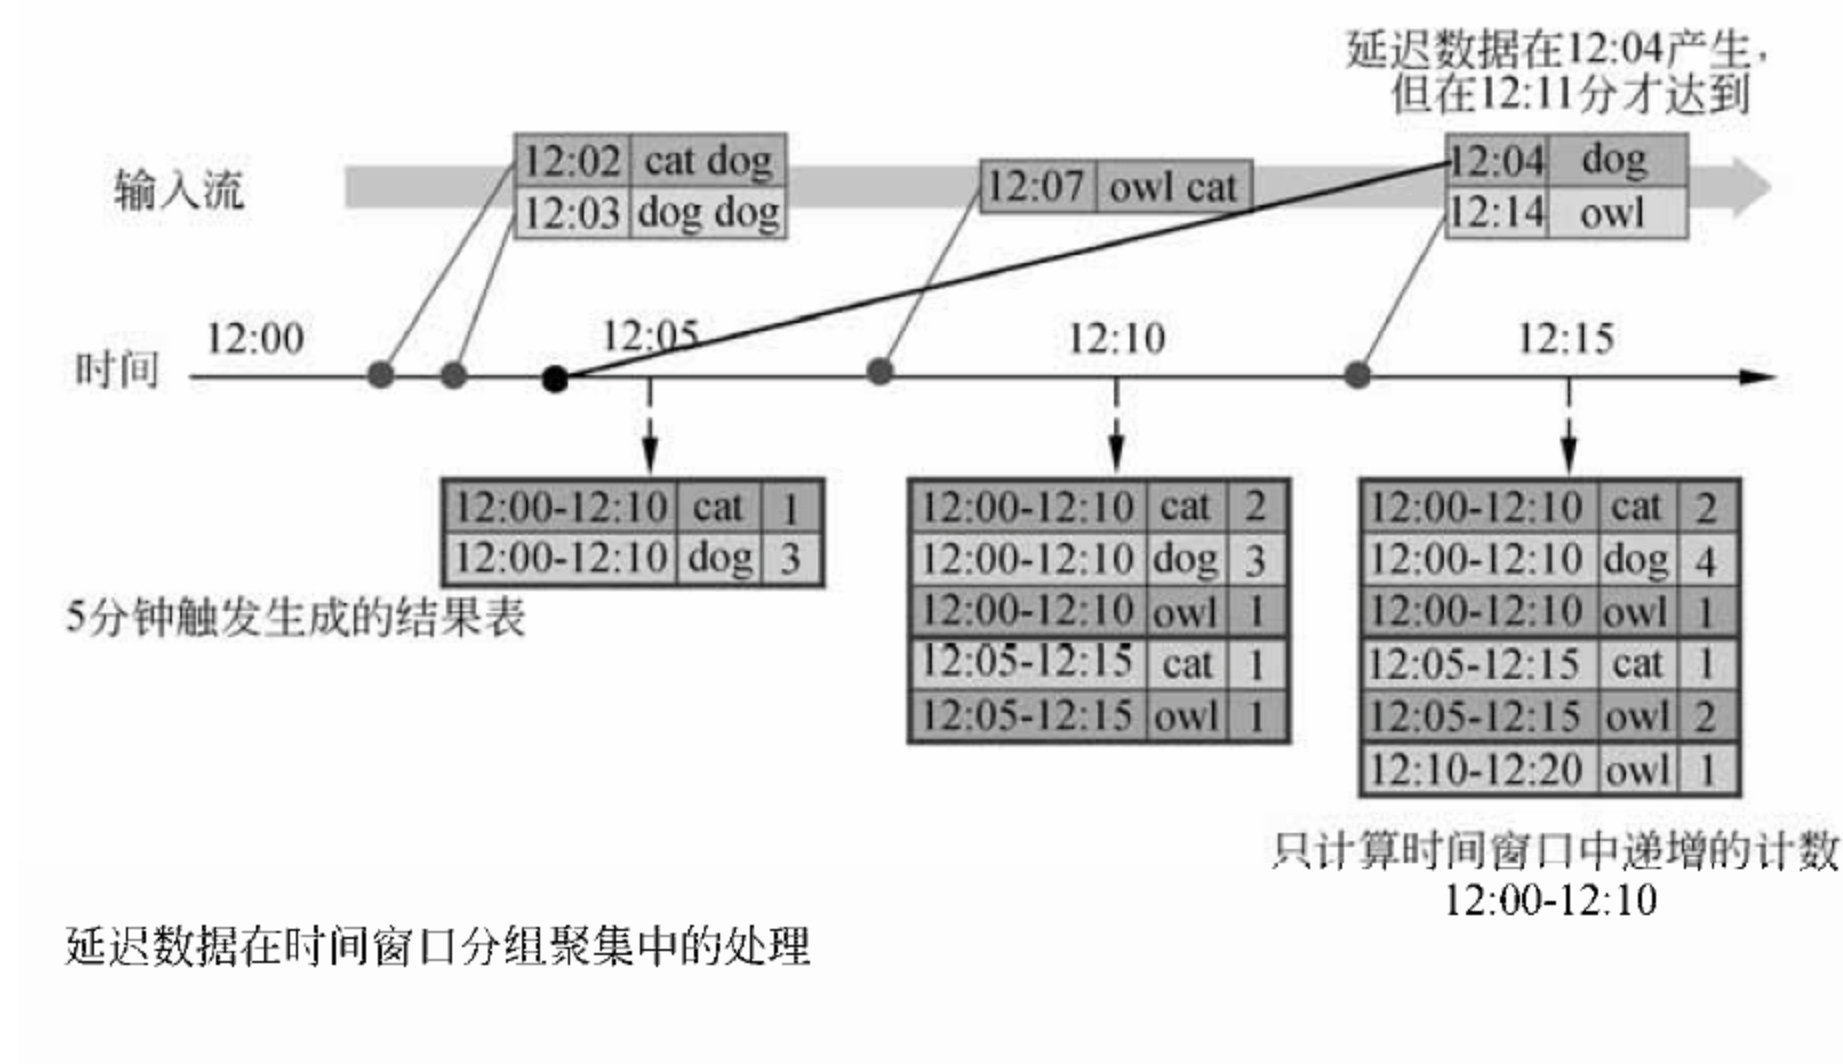 延迟数据在12:04产生，
但在12:11分才达到
输入流
12:02 cat dog
12:03 dog dog
12:07 owl cat
12:04 dog
12:14 owl
时间
12:00
12:05
12:10
12:15
12:00-12:10 cat 1
12:00-12:10 dog 3
12:00-12:10 cat 2
12:00-12:10 dog 3
12:00-12:10 owl 1
12:05-12:15 cat 1
12:05-12:15 owl 1
12:00-12:10 cat 2
12:00-12:10 dog 4
12:00-12:10 owl 1
12:05-12:15 cat 1
12:05-12:15 owl 2
12:10-12:20 owl 1
5分钟触发生成的结果表
只计算时间窗口中递增的计数
12:00-12:10
延迟数据在时间窗口分组聚集中的处理